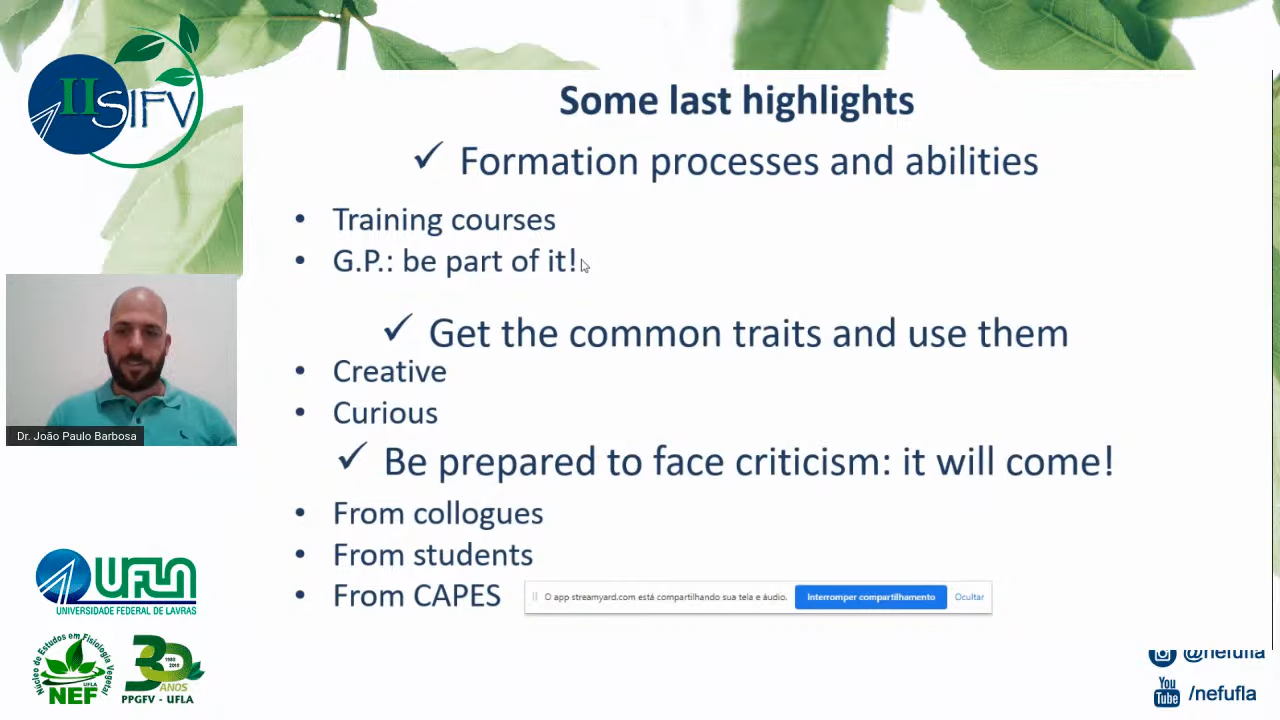 II SIFV
Some last highlights
✓ Formation processes and abilities
• Training courses
• G.P.: be part of it!
✓ Get the common traits and use them
• Creative
• Curious
✓ Be prepared to face criticism: it will come!
• From collogues
• From students
• From CAPES
O app streamyard.com está compartilhando sua tela e áudio. Interromper compartilhamento Ocultar
Dr. João Paulo Barbosa
UFLA
UNIVERSIDADE FEDERAL DE LAVRAS
Núcleo de Estudos em Fisiologia Vegetal
UFLA
NEF
30
ANOS
PPGFV - UFLA
@nefufla
You Tube /nefufla